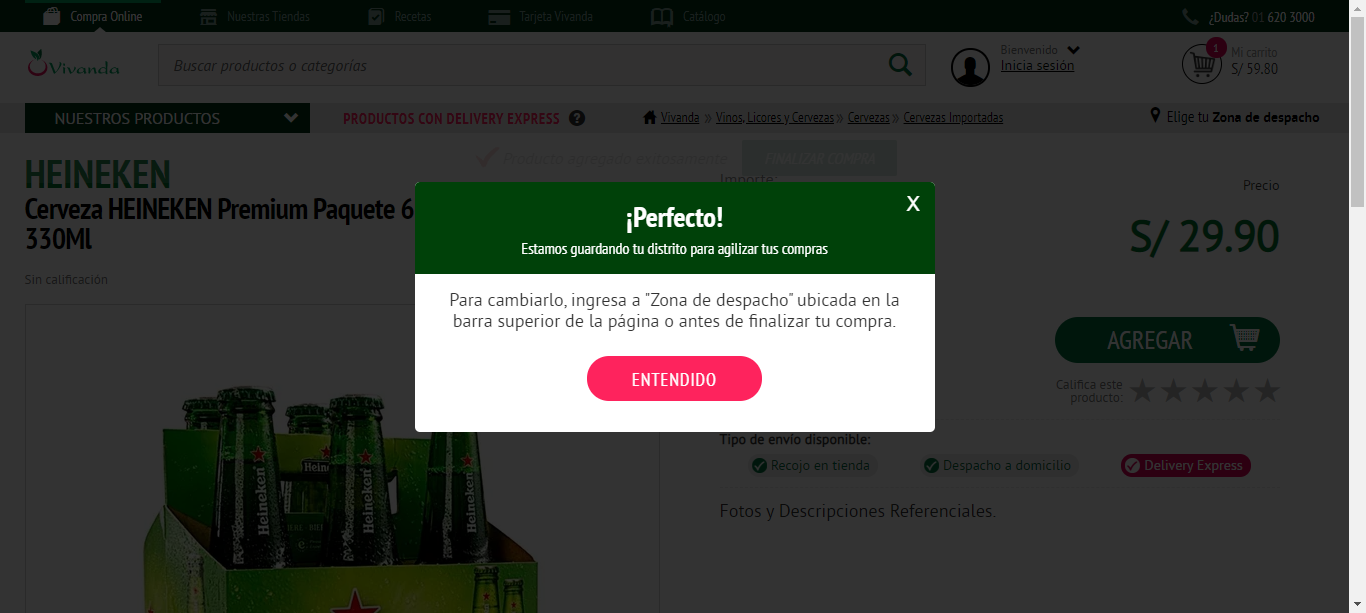 Compra Online
Nuestras Tiendas
Recetas
Tarjeta Vivanda
Catálogo
¿Dudas? 01 620 3000
Vivanda
Buscar productos o categorías
Bienvenido
Inicia sesión
1
Mi carrito
S/ 59.80
NUESTROS PRODUCTOS
PRODUCTOS CON DELIVERY EXPRESS ?
Vivanda » Vinos, Licores y Cervezas » Cervezas » Cervezas Importadas
Elige tu Zona de despacho
Producto agregado exitosamente
FINALIZAR COMPRA
HEINEKEN
Cerveza HEINEKEN Premium Paquete 6
330Ml
Sin calificación
Importe
Precio
S/ 29.90
X
¡Perfecto!
Estamos guardando tu distrito para agilizar tus compras
Para cambiarlo, ingresa a "Zona de despacho" ubicada en la
barra superior de la página o antes de finalizar tu compra.
ENTENDIDO
AGREGAR
Califica este
producto:
Tipo de envío disponible:
Recojo en tienda
Despacho a domicilio
Delivery Express
Fotos y Descripciones Referenciales.
Heineken
Heineken
Heineken